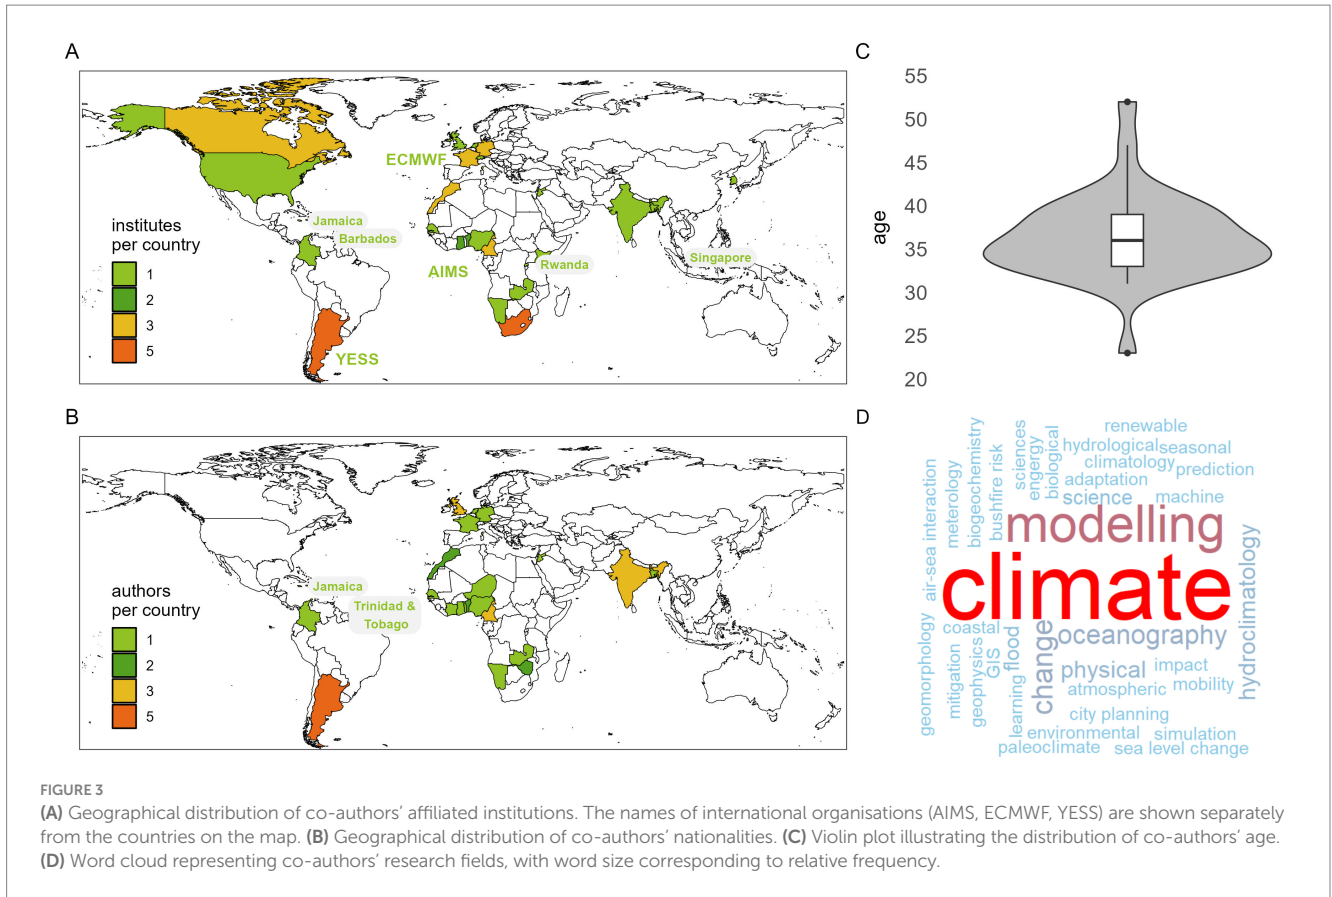 A
ECMWF
Jamaica
Barbados
AIMS
Rwanda
Singapore
YESS
institutes
per country
1
2
3
5
B
Jamaica
Trinidad &
Tobago
authors
per country
1
2
3
5
C
age
55
50
45
40
35
30
25
20
D
renewable
hydrological
seasonal
climatology
prediction
adaptation
science
machine
air-sea interaction
meterology
biogeochemistry
bushfire risk
sciences
engergy
biological
modelling
climate
hydroclimatology
geomorphology
coastal
mitigation
geophysics
GIS
flood
learning
change
oceanography
physical
impact
atmospheric
mobility
city planning
environmental
simulation
paleoclimate
sea level change
FIGURE 3
(A) Geographical distribution of co-authors’ affiliated institutions. The names of international organisations (AIMS, ECMWF, YESS) are shown separately
from the countries on the map. (B) Geographical distribution of co-authors’ nationalities. (C) Violin plot illustrating the distribution of co-authors’ age.
(D) Word cloud representing co-authors’ research fields, with word size corresponding to relative frequency.